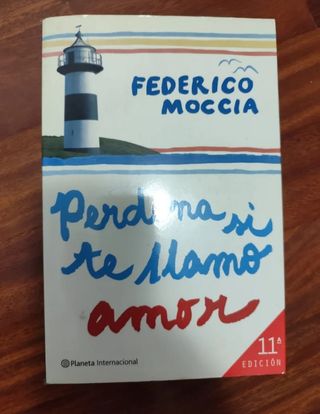 FEDERICO
MOCCIA
Perdona si
te llamo
amor
Planeta Internacional
11ª
EDICIÓN